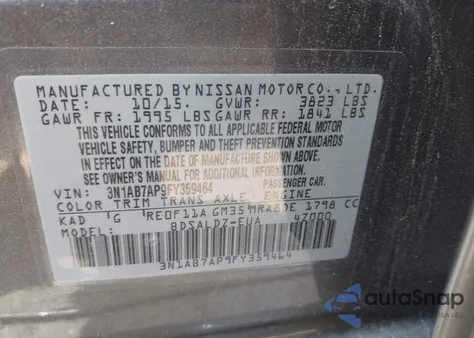 MANUFACTURED BY NISSAN MOTOR CO., LTD.
DATE: 10/15. GVWR: 3823 LBS
GAWR FR: 1995 LBS GAWR RR: 1841 LBS
THIS VEHICLE CONFORMS TO ALL APPLICABLE FEDERAL MOTOR
VEHICLE SAFETY, BUMPER AND THEFT PREVENTION STANDARDS
IN EFFECT ON THE DATE OF MANUFACTURE SHOWN ABOVE.
SEE OWNER'S MANUAL FOR ADDITIONAL INFORMATION.
VIN: 3N1AB7AP9FY359464 PASSENGER CAR
COLOR TRIM TRANS AXLE ENGINE
KAD G RE0F11A GM35 MRA8DE 1798 CC
BDSALDZ-EUA 47000
3N1AB7AP9FY359464
autoSnap